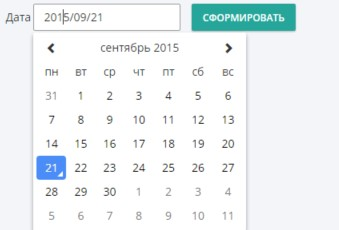 Дата 2015/09/21 СФОРМИРОВАТЬ
сентябрь 2015
пн вт ср чт пт сб вс
31 1 2 3 4 5 6
7 8 9 10 11 12 13
14 15 16 17 18 19 20
21 22 23 24 25 26 27
28 29 30 1 2 3 4
5 6 7 8 9 10 11